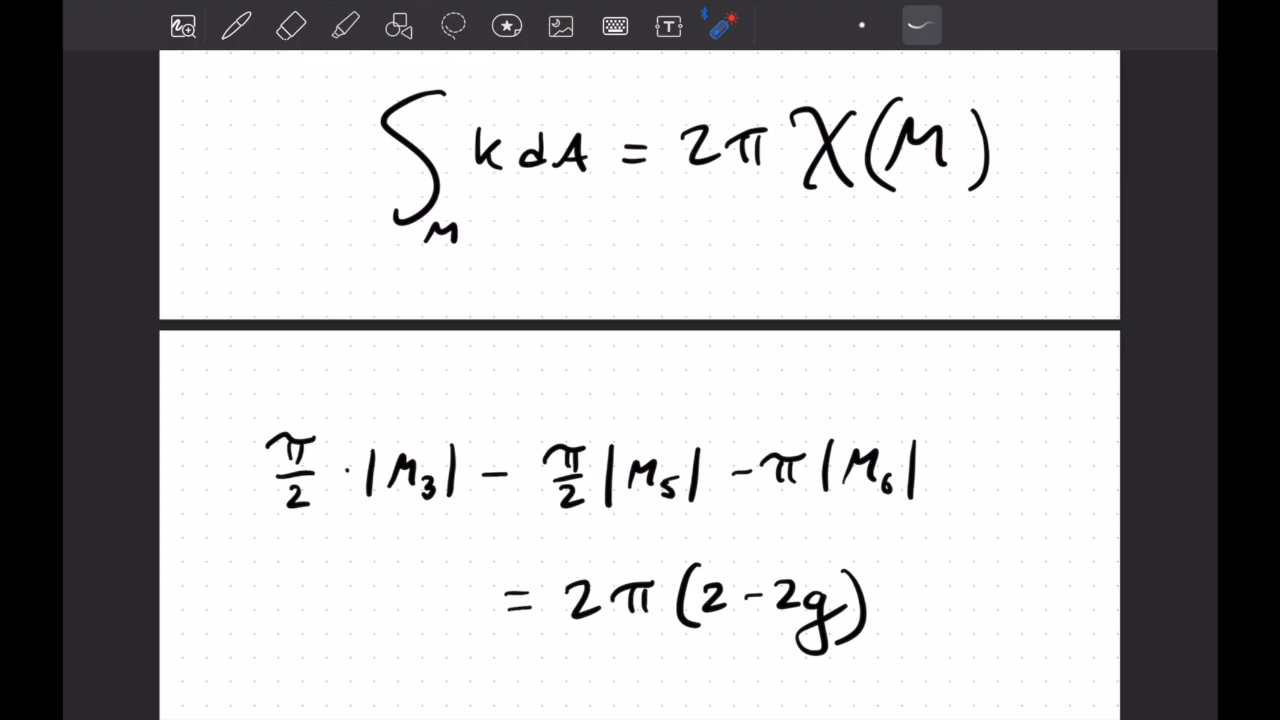 ∫_M k dA = 2π χ(M)
π/2 · |M₃| − π/2 |M₅| − π |M₆|
= 2π (2 − 2g)